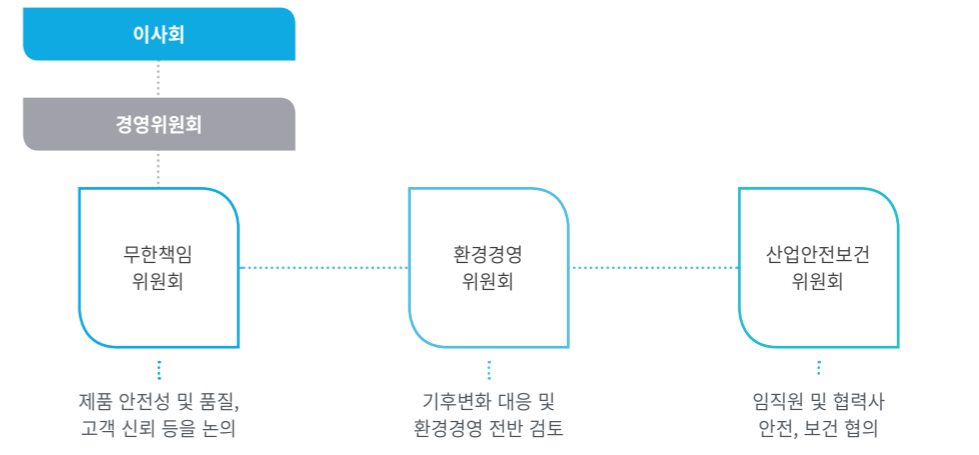 이사회
경영위원회
무한책임
위원회
환경경영
위원회
산업안전보건
위원회
제품 안전성 및 품질,
고객 신뢰 등을 논의
기후변화 대응 및
환경경영 전반 검토
임직원 및 협력사
안전, 보건 협의